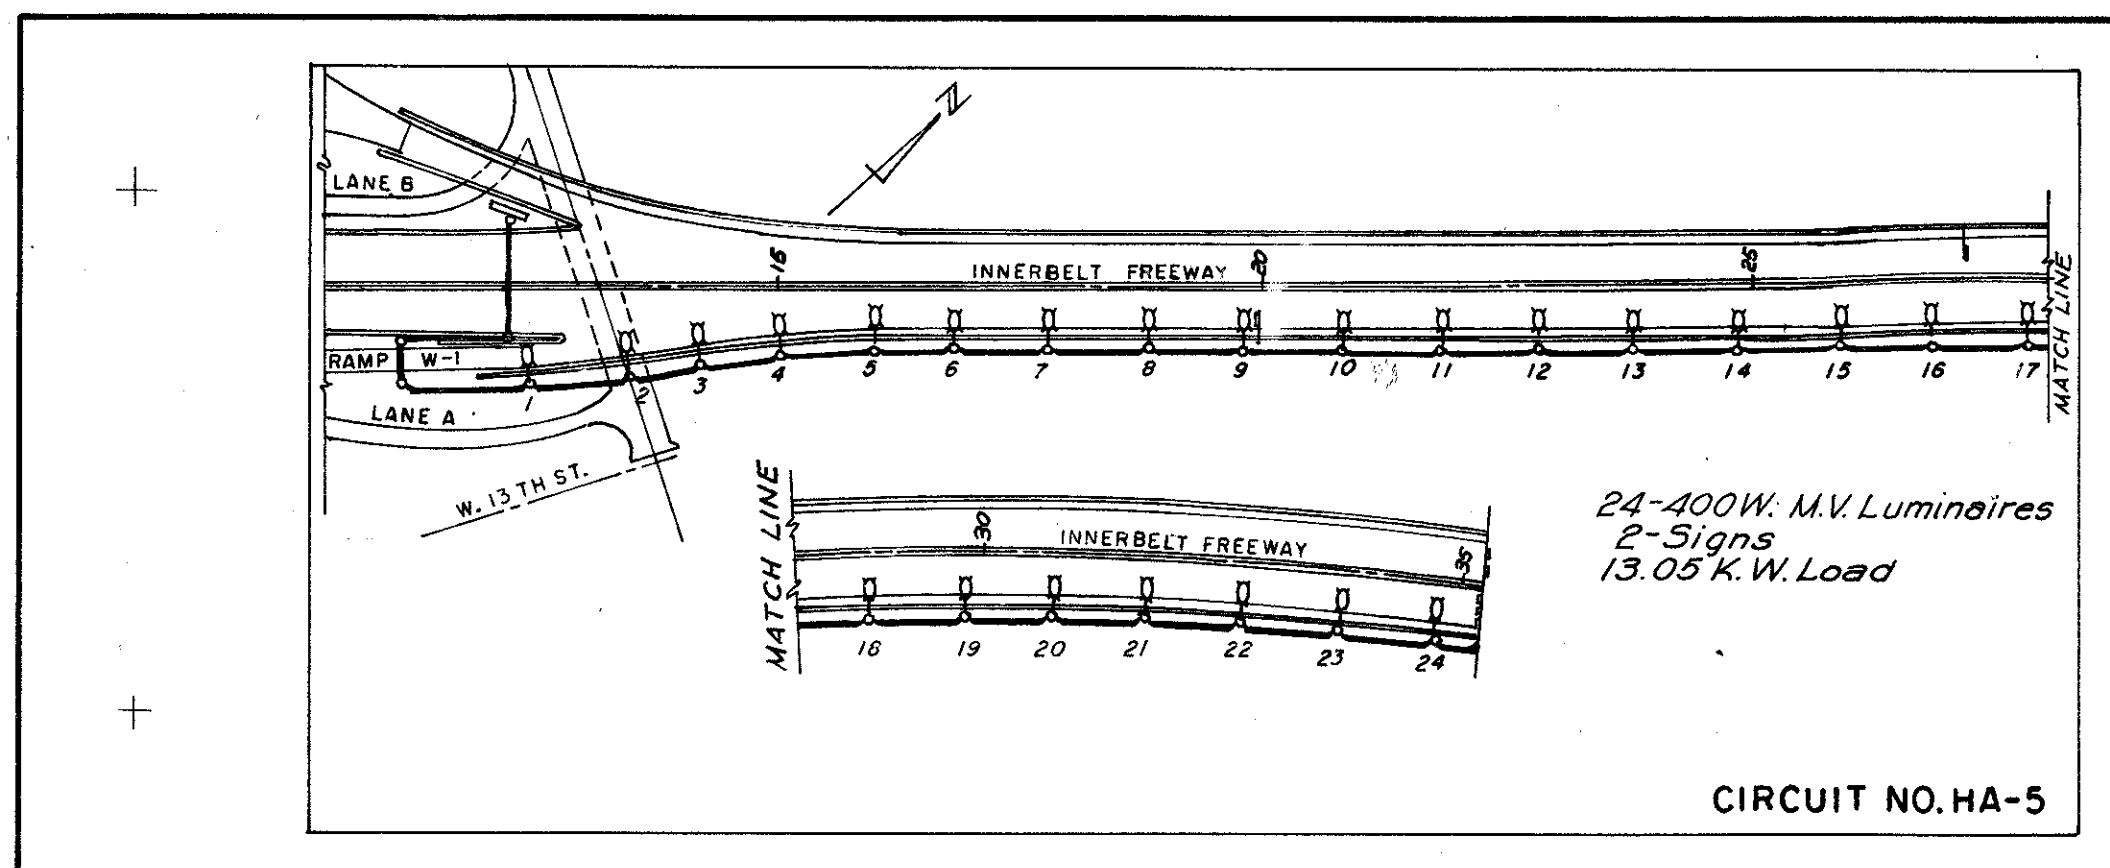 N
LANE B
15
INNERBELT FREEWAY
20
25
MATCH LINE
RAMP W-1
LANE A
1 2 3 4 5 6 7 8 9 10 11 12 13 14 15 16 17
W. 13TH ST.
MATCH LINE
30
INNERBELT FREEWAY
35
18 19 20 21 22 23 24
24-400W. M.V. Luminaires
2-Signs
13.05 K.W. Load
CIRCUIT NO. HA-5